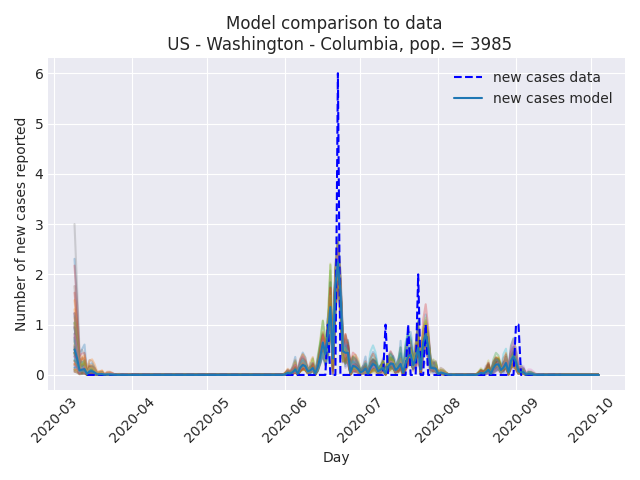 Model comparison to data
US - Washington - Columbia, pop. = 3985
new cases data
new cases model
Number of new cases reported
6
5
4
3
2
1
0
2020-03
2020-04
2020-05
2020-06
2020-07
2020-08
2020-09
2020-10
Day